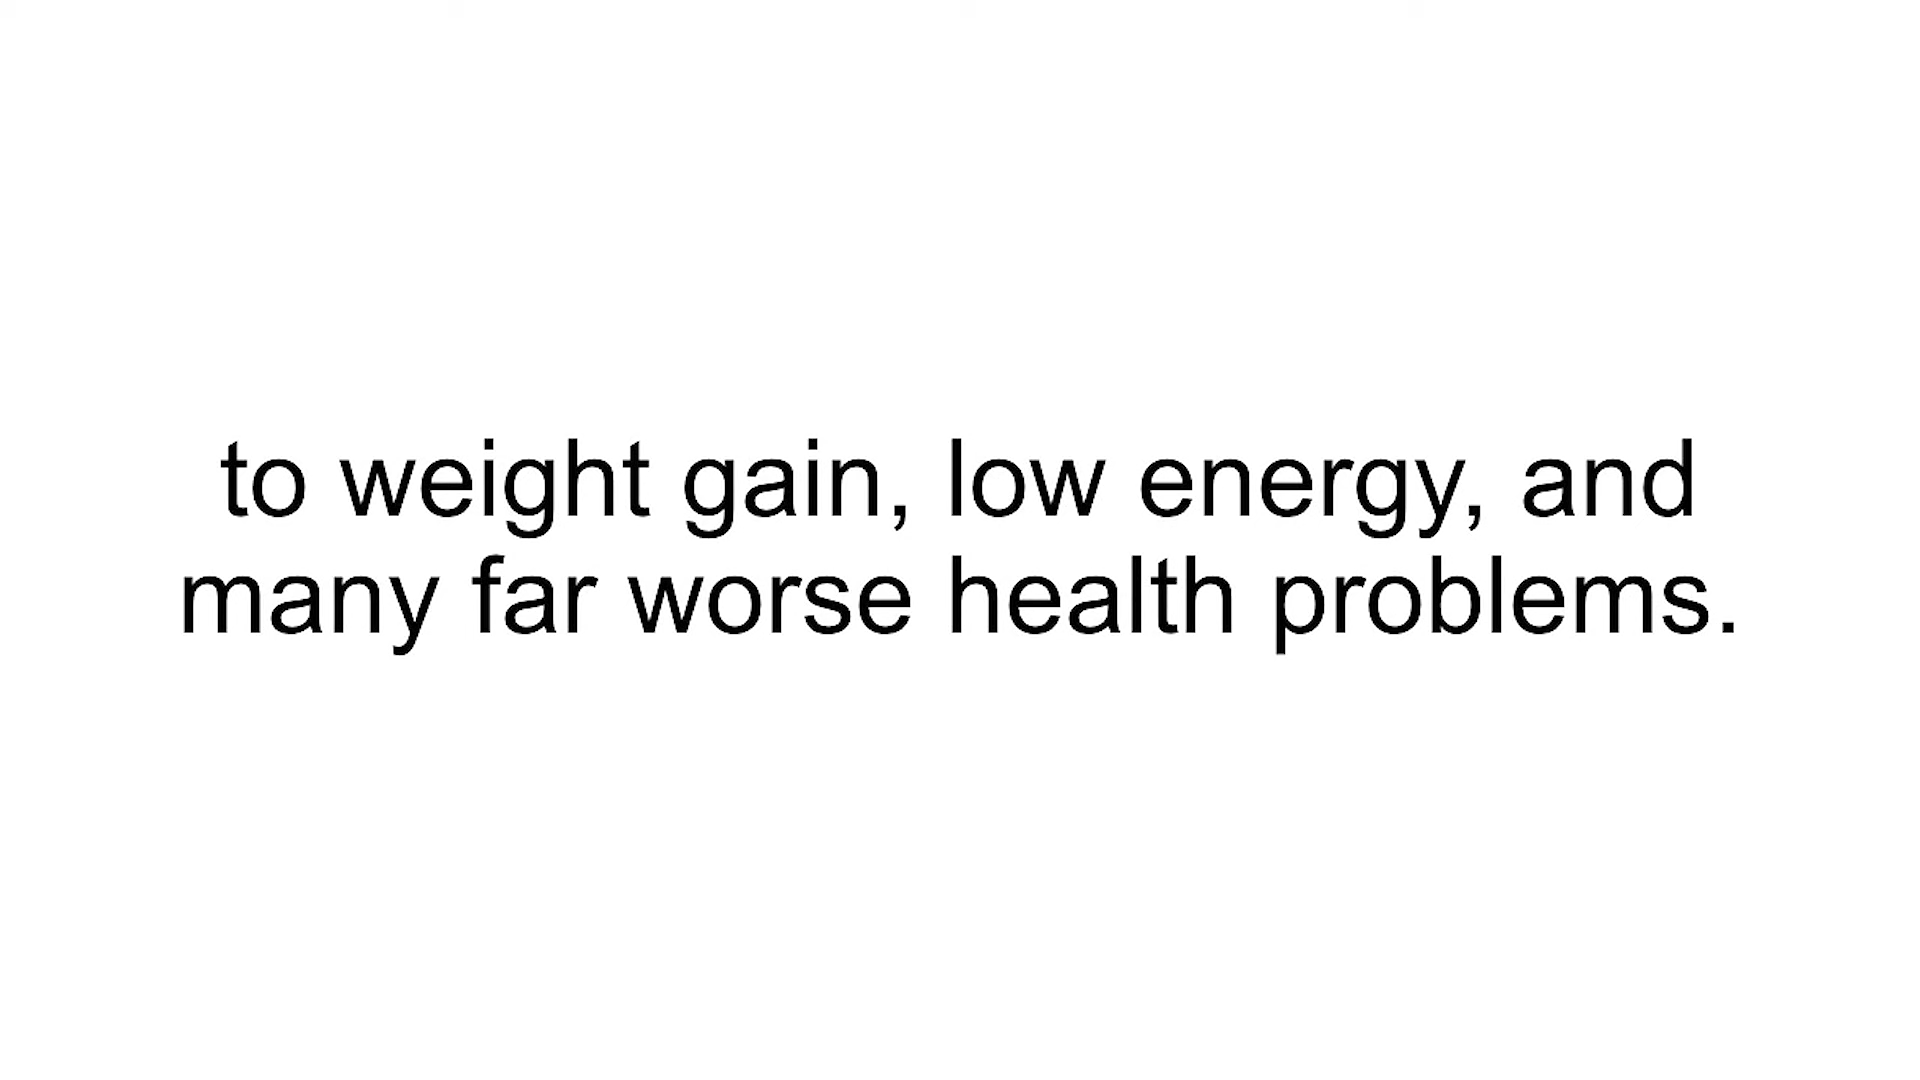 to weight gain, low energy, and
many far worse health problems.